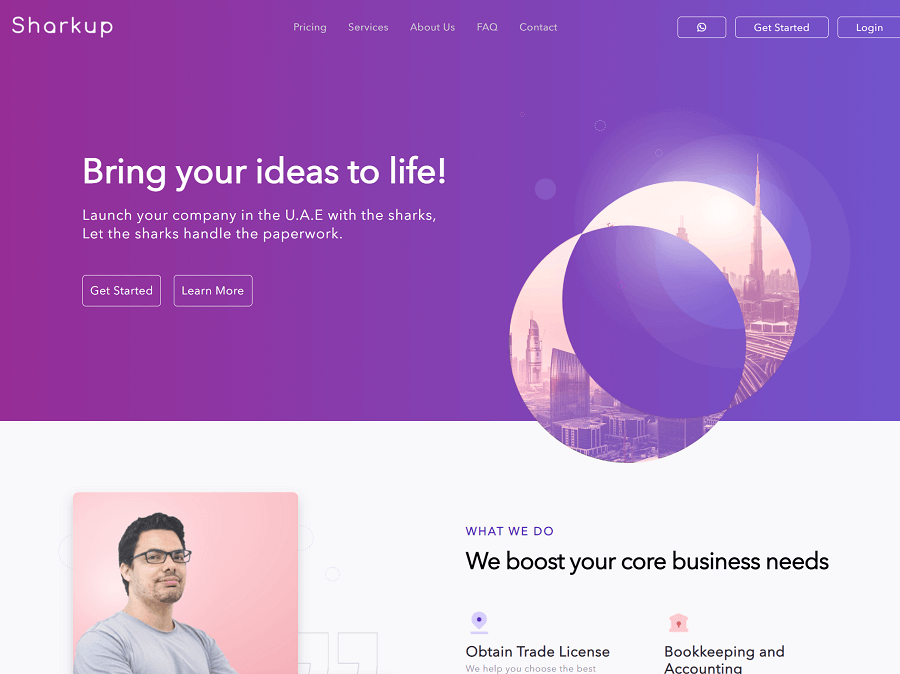 Sharkup
Pricing
Services
About Us
FAQ
Contact
Get Started
Login
Bring your ideas to life!
Launch your company in the U.A.E with the sharks,
Let the sharks handle the paperwork.
Get Started
Learn More
WHAT WE DO
We boost your core business needs
Obtain Trade License
We help you choose the best
Bookkeeping and
Accounting